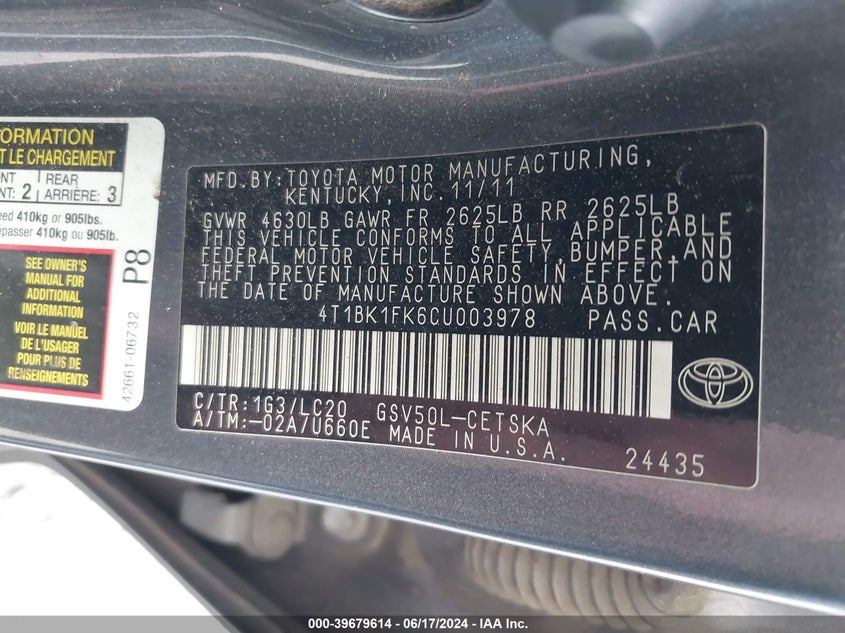 ORMATION
T LE CHARGEMENT
NT REAR
NT: 2 ARRIÈRE: 3
eed 410kg or 905lbs.
epasser 410kg ou 905lb.
SEE OWNER'S
MANUAL FOR
ADDITIONAL
INFORMATION
VOIR LE MANUEL
DE L'USAGER
POUR PLUS DE
RENSEIGNEMENTS
P8
42661-06732
MFD.BY:TOYOTA MOTOR MANUFACTURING,
KENTUCKY,INC. 11/11
GVWR 4630LB GAWR FR 2625LB RR 2625LB
THIS VEHICLE CONFORMS TO ALL APPLICABLE
FEDERAL MOTOR VEHICLE SAFETY,BUMPER,AND
THEFT PREVENTION STANDARDS IN EFFECT ON
THE DATE OF MANUFACTURE SHOWN ABOVE.
4T1BK1FK6CU003978 PASS.CAR
C/TR:1G3/LC20 GSV50L-CETSKA
A/TM:-02A/U660E MADE IN U.S.A.
24435
000-39679614 - 06/17/2024 - IAA Inc.